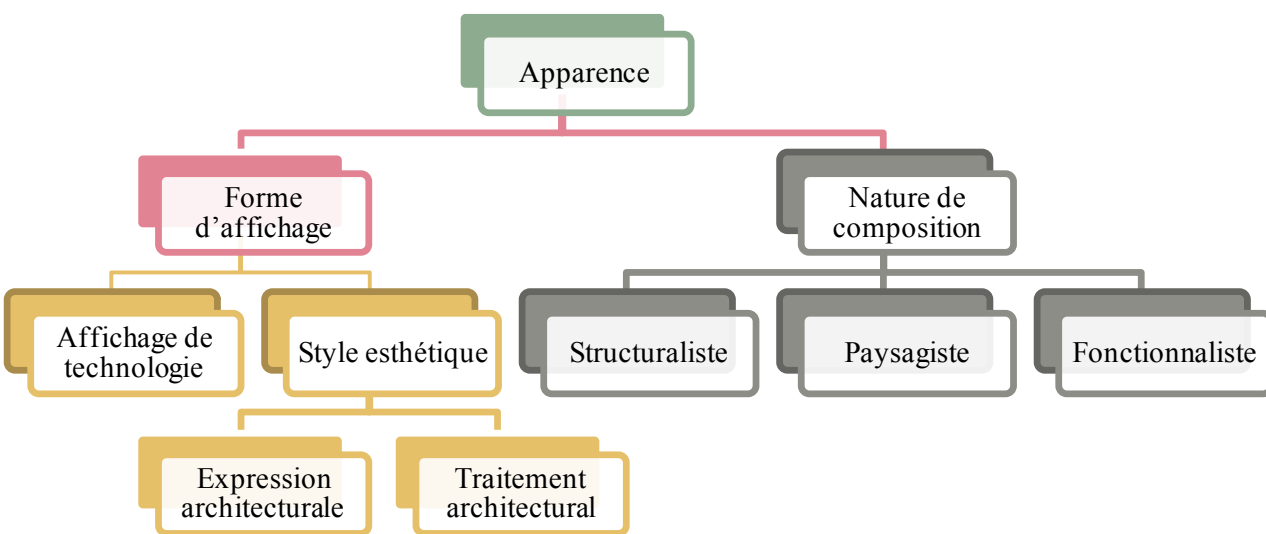 Apparence
Forme
d’affichage
Nature de
composition
Affichage de
technologie
Style esthétique
Structuraliste
Paysagiste
Fonctionnaliste
Expression
architecturale
Traitement
architectural